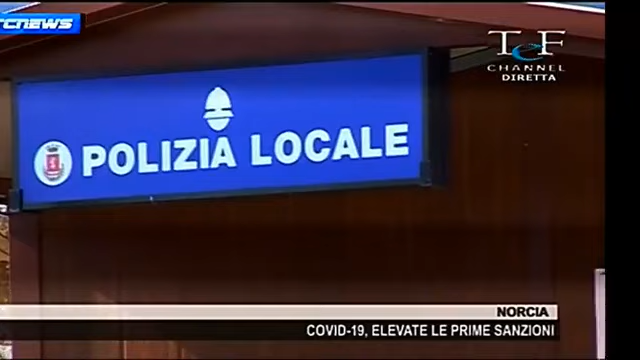 TCNEWS
TeF
CHANNEL
DIRETTA
POLIZIA LOCALE
NORCIA
COVID-19, ELEVATE LE PRIME SANZIONI